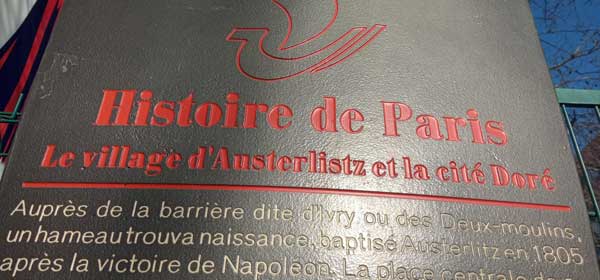 Histoire de Paris
Le village d'Austerlistz et la cité Doré
Auprès de la barrière dite d'Ivry ou des Deux-moulins,
un hameau trouva naissance, baptisé Austerlitz en 1805
après la victoire de Napoléon. La place